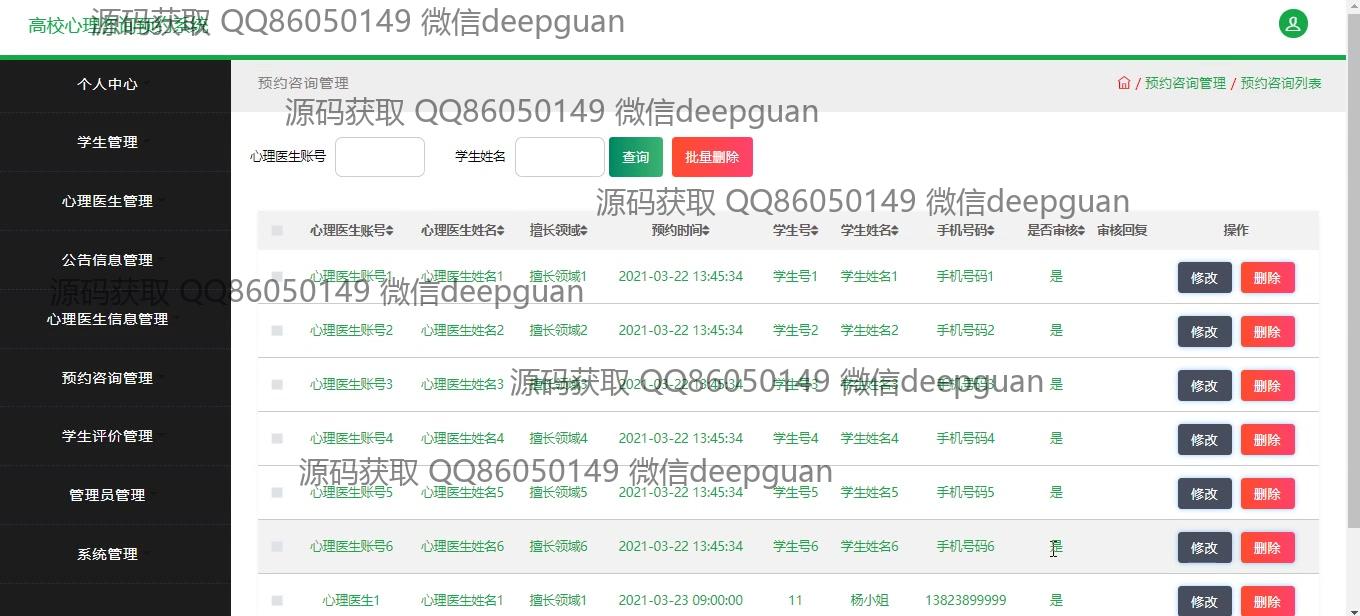 高校心理咨询预约系统
源码获取 QQ86050149 微信deepguan
个人中心
学生管理
心理医生管理
公告信息管理
心理医生信息管理
预约咨询管理
学生评价管理
管理员管理
系统管理
预约咨询管理 / 预约咨询管理 / 预约咨询列表
源码获取 QQ86050149 微信deepguan
心理医生账号 学生姓名 查询 批量删除
源码获取 QQ86050149 微信deepguan
心理医生账号 心理医生姓名 擅长领域 预约时间 学生号 学生姓名 手机号码 是否审核 审核回复 操作
心理医生账号1 心理医生姓名1 擅长领域1 2021-03-22 13:45:34 学生号1 学生姓名1 手机号码1 是 修改 删除
源码获取 QQ86050149 微信deepguan
心理医生账号2 心理医生姓名2 擅长领域2 2021-03-22 13:45:34 学生号2 学生姓名2 手机号码2 是 修改 删除
心理医生账号3 心理医生姓名3 擅长领域3 2021-03-22 13:45:34 学生号3 学生姓名3 手机号码3 是 修改 删除
源码获取 QQ86050149 微信deepguan
心理医生账号4 心理医生姓名4 擅长领域4 2021-03-22 13:45:34 学生号4 学生姓名4 手机号码4 是 修改 删除
源码获取 QQ86050149 微信deepguan
心理医生账号5 心理医生姓名5 擅长领域5 2021-03-22 13:45:34 学生号5 学生姓名5 手机号码5 是 修改 删除
心理医生账号6 心理医生姓名6 擅长领域6 2021-03-22 13:45:34 学生号6 学生姓名6 手机号码6 是 修改 删除
心理医生1 心理医生姓名1 擅长领域1 2021-03-23 09:00:00 11 杨小姐 13823899999 是 修改 删除